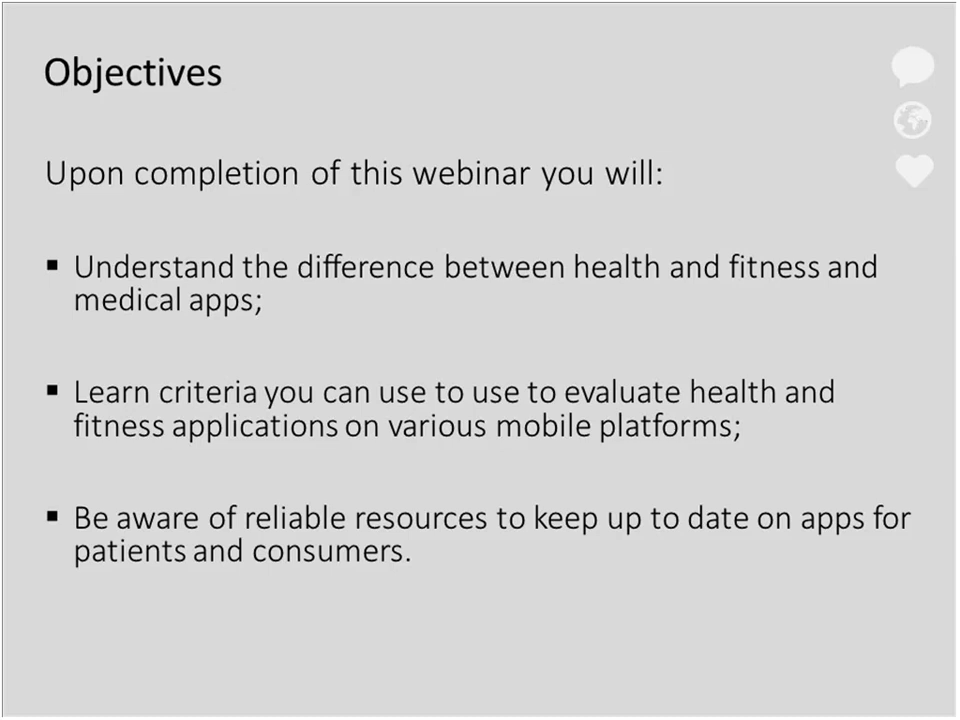 Objectives
Upon completion of this webinar you will:
▪ Understand the difference between health and fitness and
medical apps;
▪ Learn criteria you can use to use to evaluate health and
fitness applications on various mobile platforms;
▪ Be aware of reliable resources to keep up to date on apps for
patients and consumers.